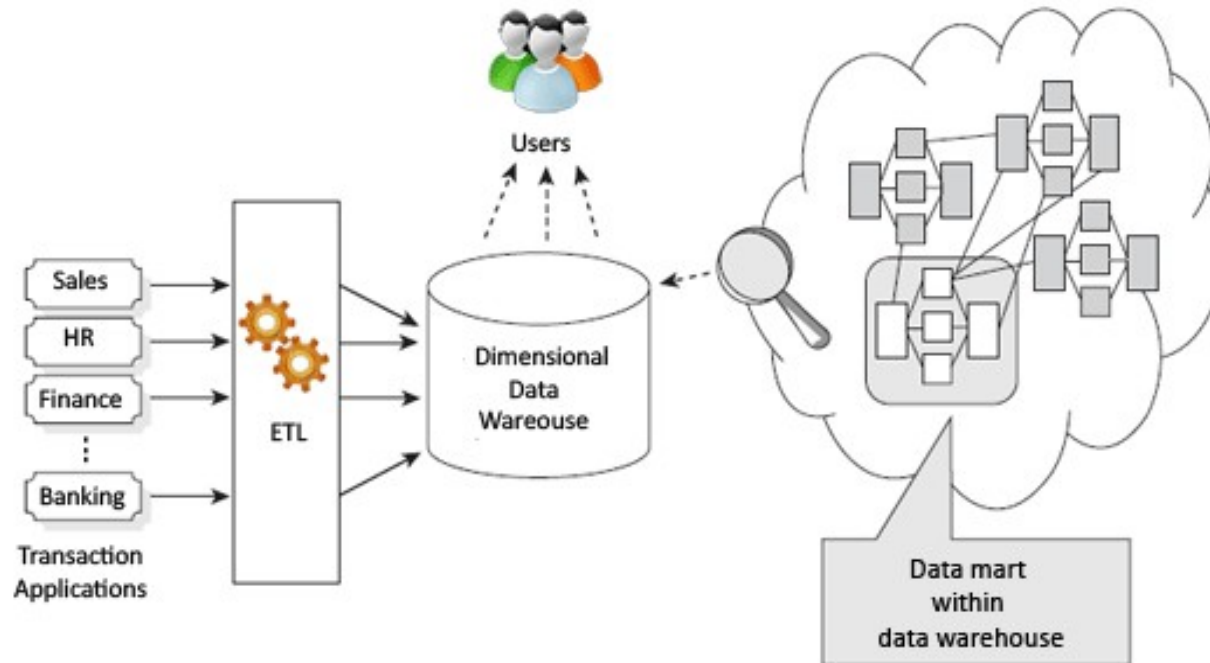 Users
Sales
HR
Finance
Banking
Transaction
Applications
ETL
Dimensional
Data
Wareouse
Data mart
within
data warehouse